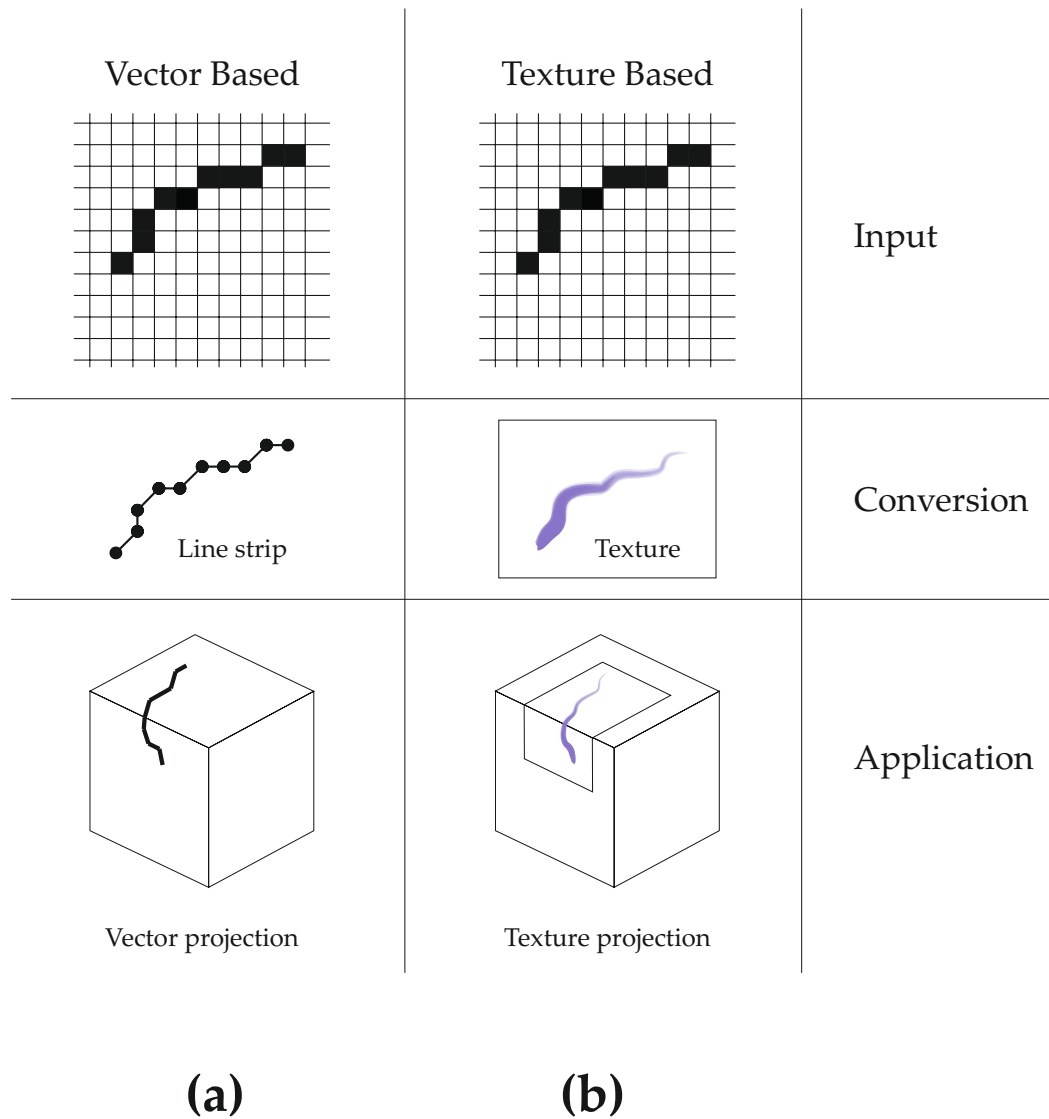 Vector Based
Texture Based
Input
Line strip
Texture
Conversion
Application
Vector projection
Texture projection
(a)
(b)